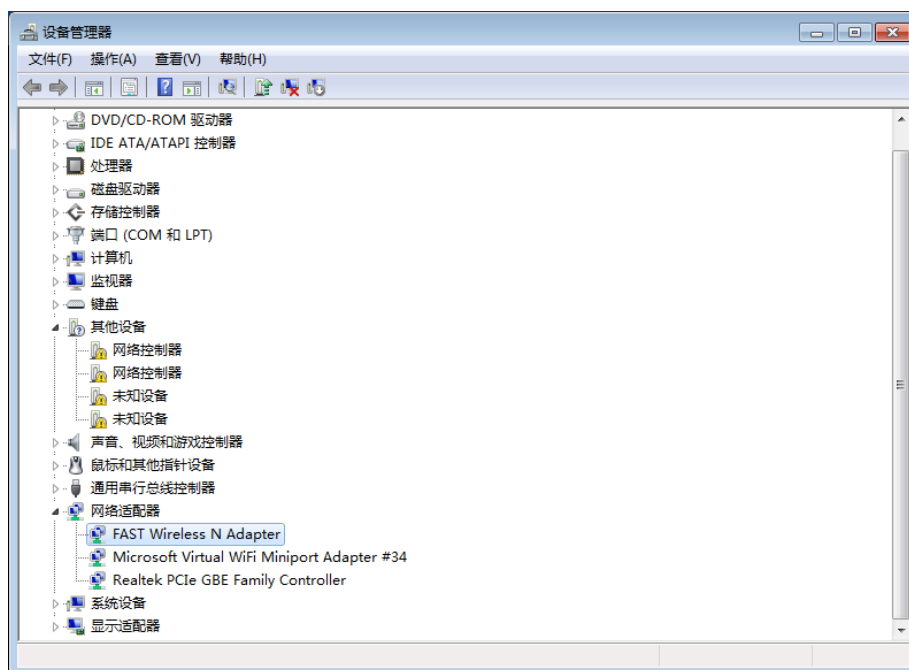 设备管理器
文件(F) 操作(A) 查看(V) 帮助(H)
DVD/CD-ROM 驱动器
IDE ATA/ATAPI 控制器
处理器
磁盘驱动器
存储控制器
端口 (COM 和 LPT)
计算机
监视器
键盘
其他设备
网络控制器
网络控制器
未知设备
未知设备
声音、视频和游戏控制器
鼠标和其他指针设备
通用串行总线控制器
网络适配器
FAST Wireless N Adapter
Microsoft Virtual WiFi Miniport Adapter #34
Realtek PCIe GBE Family Controller
系统设备
显示适配器